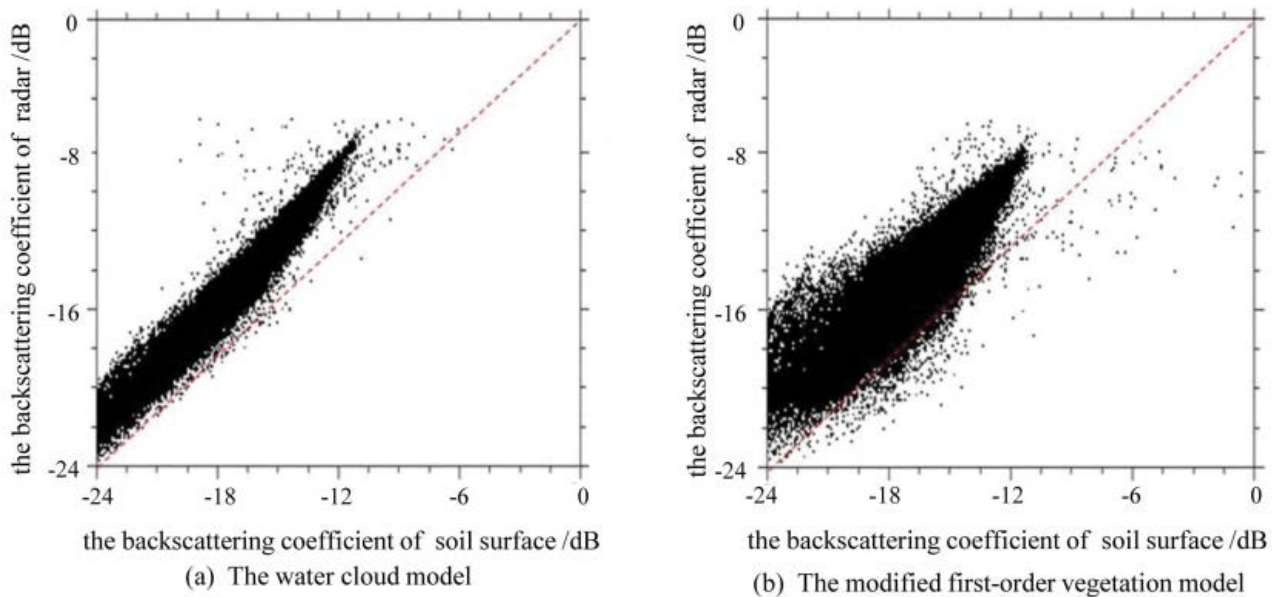 the backscattering coefficient of radar /dB
0
-8
-16
-24
-24 -18 -12 -6 0
the backscattering coefficient of soil surface /dB
(a) The water cloud model
the backscattering coefficient of radar /dB
0
-8
-16
-24
-24 -18 -12 -6 0
the backscattering coefficient of soil surface /dB
(b) The modified first-order vegetation model